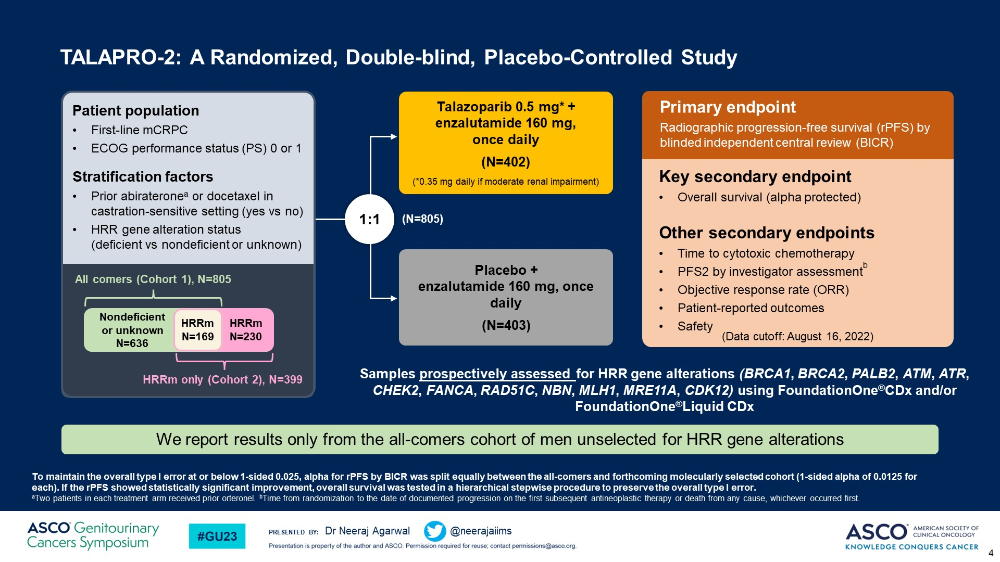 TALAPRO-2: A Randomized, Double-blind, Placebo-Controlled Study
Patient population
• First-line mCRPC
• ECOG performance status (PS) 0 or 1
Stratification factors
• Prior abirateroneᵃ or docetaxel in
castration-sensitive setting (yes vs no)
• HRR gene alteration status
(deficient vs nondeficient or unknown)
All comers (Cohort 1), N=805
Nondeficient
or unknown
N=636
HRRm
N=169
HRRm
N=230
HRRm only (Cohort 2), N=399
1:1
(N=805)
Talazoparib 0.5 mg* +
enzalutamide 160 mg,
once daily
(N=402)
(*0.35 mg daily if moderate renal impairment)
Placebo +
enzalutamide 160 mg, once
daily
(N=403)
Primary endpoint
Radiographic progression-free survival (rPFS) by
blinded independent central review (BICR)
Key secondary endpoint
• Overall survival (alpha protected)
Other secondary endpoints
• Time to cytotoxic chemotherapy
• PFS2 by investigator assessmentᵇ
• Objective response rate (ORR)
• Patient-reported outcomes
• Safety
(Data cutoff: August 16, 2022)
Samples prospectively assessed for HRR gene alterations (BRCA1, BRCA2, PALB2, ATM, ATR,
CHEK2, FANCA, RAD51C, NBN, MLH1, MRE11A, CDK12) using FoundationOne®CDx and/or
FoundationOne®Liquid CDx
We report results only from the all-comers cohort of men unselected for HRR gene alterations
To maintain the overall type I error at or below 1-sided 0.025, alpha for rPFS by BICR was split equally between the all-comers and forthcoming molecularly selected cohort (1-sided alpha of 0.0125 for
each). If the rPFS showed statistically significant improvement, overall survival was tested in a hierarchical stepwise procedure to preserve the overall type I error.
ᵃTwo patients in each treatment arm received prior orteronel. ᵇTime from randomization to the date of documented progression on the first subsequent antineoplastic therapy or death from any cause, whichever occurred first.
ASCO® Genitourinary
Cancers Symposium
#GU23
PRESENTED BY: Dr Neeraj Agarwal @neerajaiims
Presentation is property of the author and ASCO. Permission required for reuse; contact permissions@asco.org.
ASCO® AMERICAN SOCIETY OF
CLINICAL ONCOLOGY
KNOWLEDGE CONQUERS CANCER
4